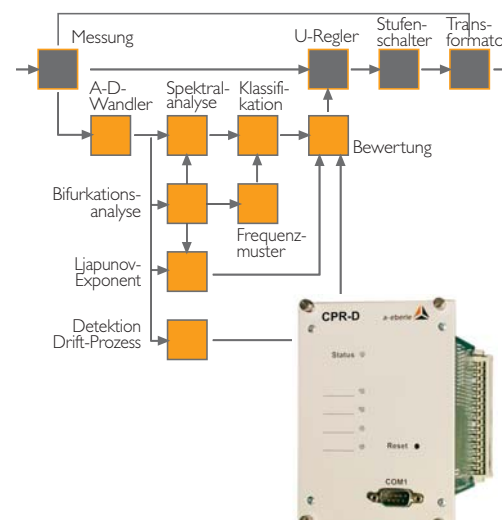 Messung
U-Regler
Stufen-
schalter
Trans-
formato
A-D-
Wandler
Spektral-
analyse
Klassifi-
kation
Bewertung
Bifurkations-
analyse
Frequenz-
muster
Ljapunov-
Exponent
Detektion
Drift-Prozess
CPR-D
a-eberle
Status
Reset
COM1